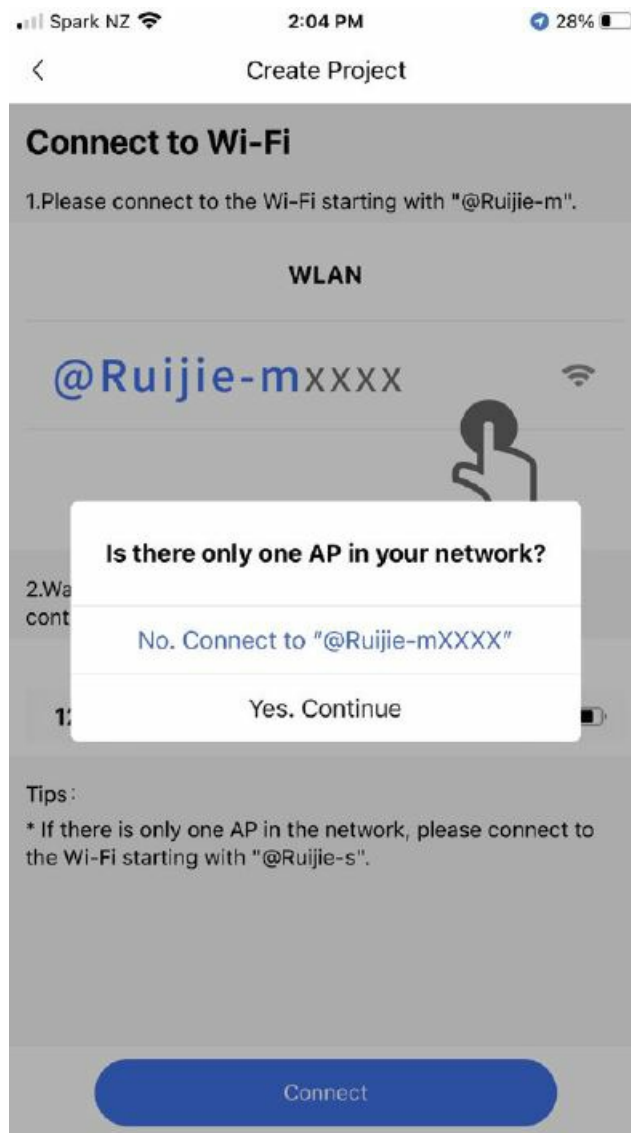 Spark NZ 2:04 PM 28%
Create Project
Connect to Wi-Fi
1.Please connect to the Wi-Fi starting with "@Ruijie-m".
WLAN
@Ruijie-mxxxx
Is there only one AP in your network?
2.Wa
cont
No. Connect to "@Ruijie-mXXXX"
Yes. Continue
Tips:
* If there is only one AP in the network, please connect to
the Wi-Fi starting with "@Ruijie-s".
Connect